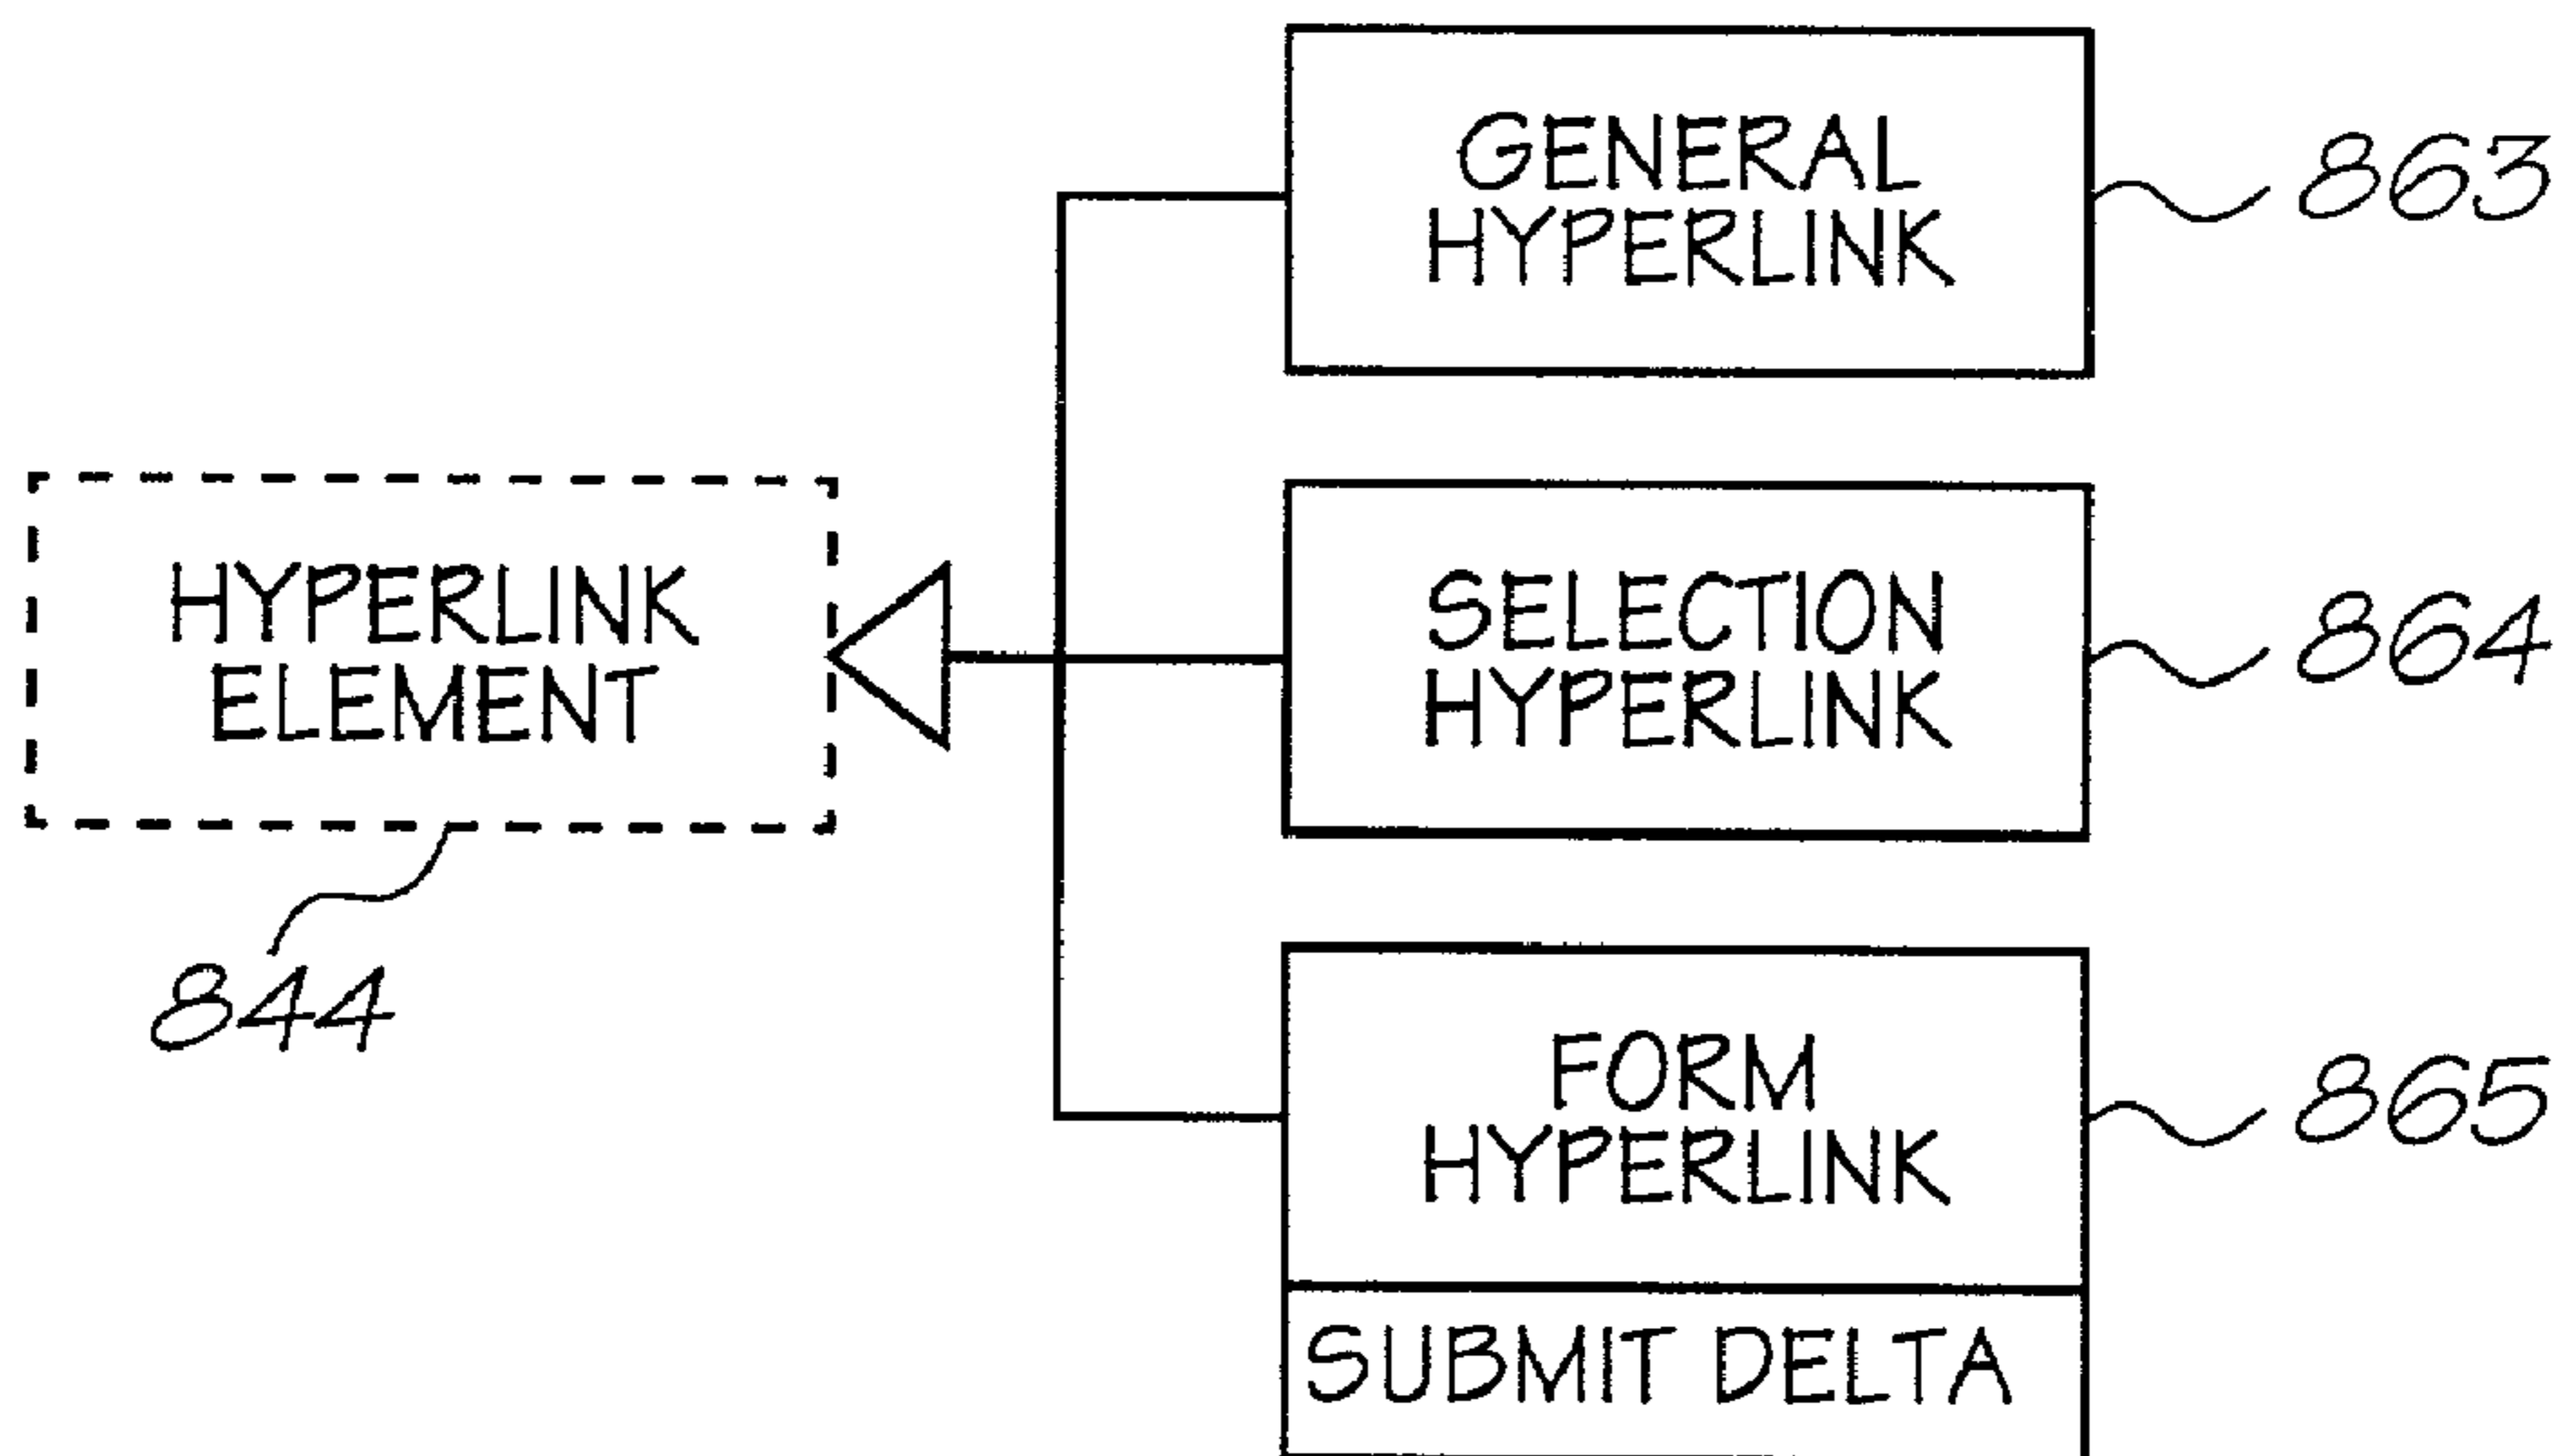 GENERAL
HYPERLINK
863
HYPERLINK
ELEMENT
844
SELECTION
HYPERLINK
864
FORM
HYPERLINK
865
SUBMIT DELTA